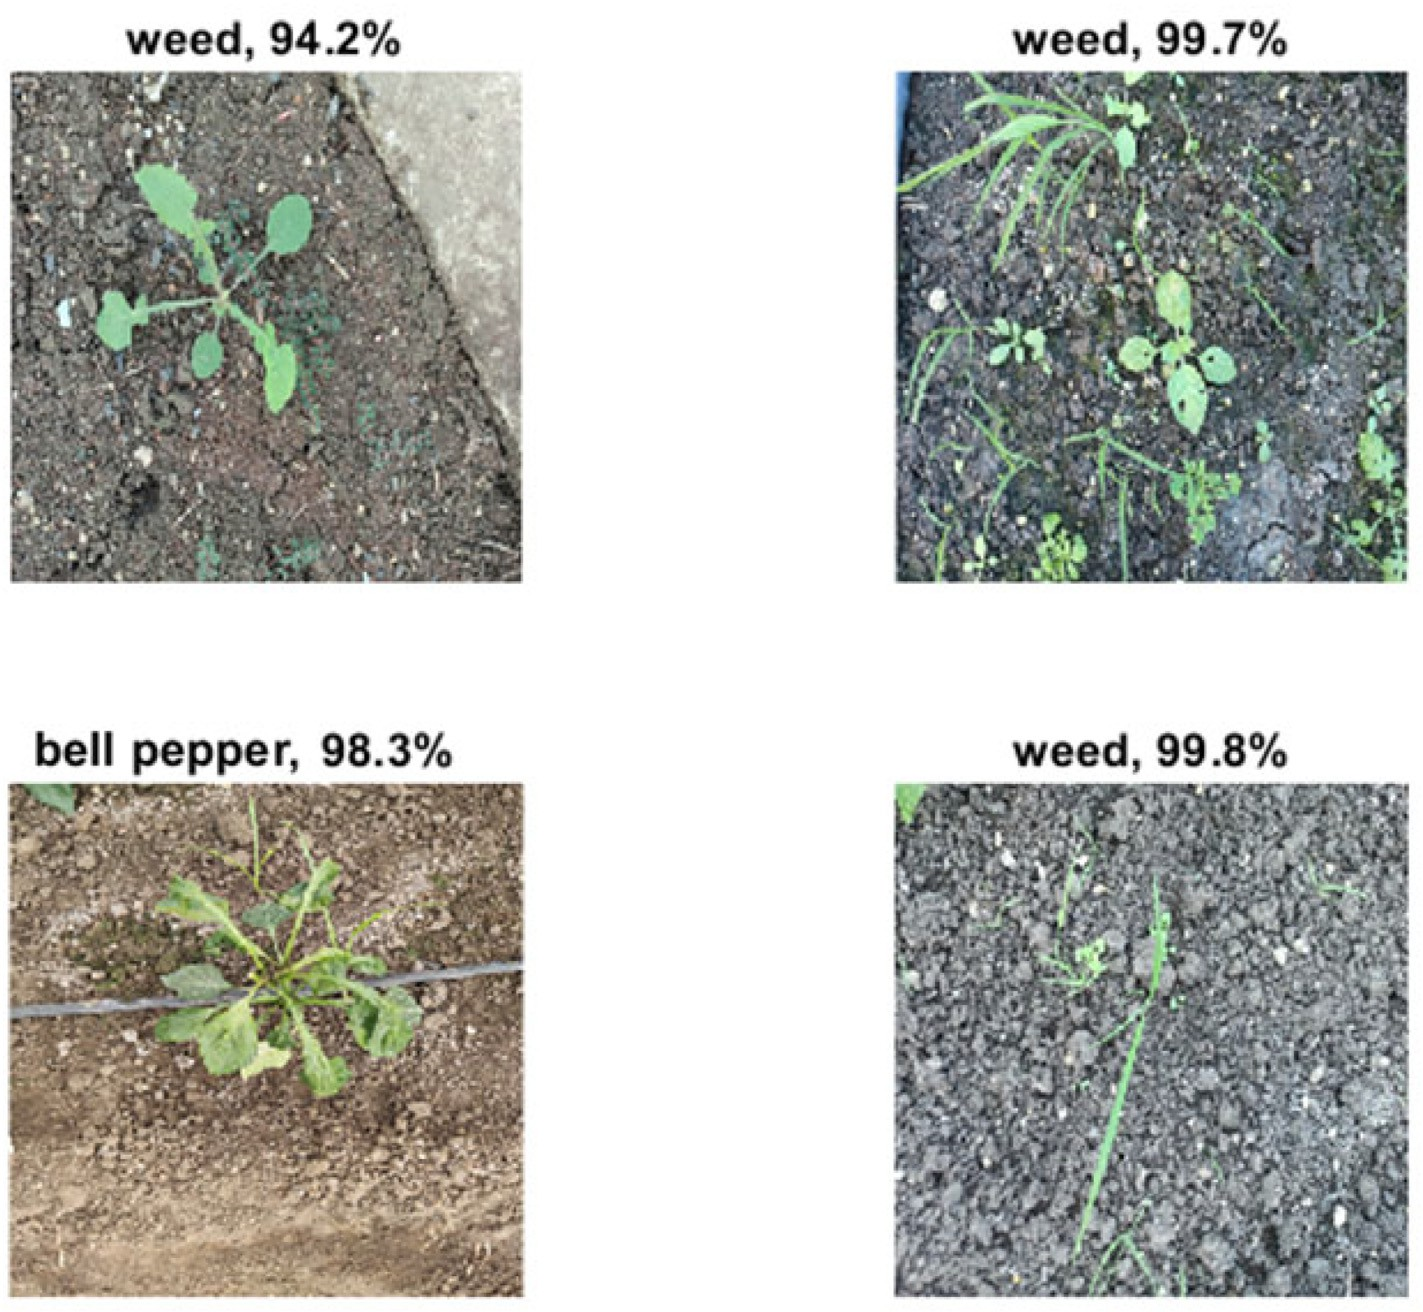 weed, 94.2%
weed, 99.7%
bell pepper, 98.3%
weed, 99.8%